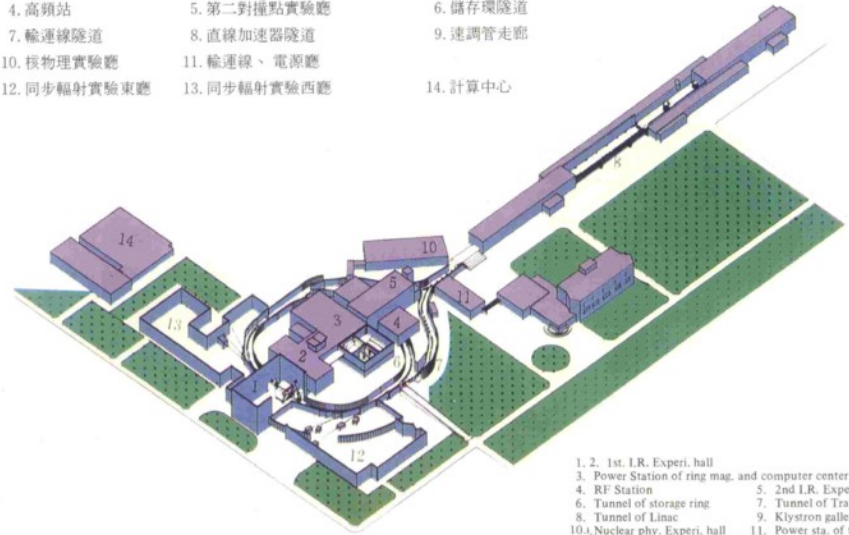 4. 高頻站 5. 第二對撞點實驗廳 6. 儲存環隧道
7. 輸運線隧道 8. 直線加速器隧道 9. 速調管走廊
10. 核物理實驗廳 11. 輸運線、電源廳
12. 同步輻射實驗東廳 13. 同步輻射實驗西廳 14. 計算中心
8
14
10
5
11
13
3
4
2
6
7
1
12
1. 2. 1st. I.R. Experi. hall
3. Power Station of ring mag. and computer center
4. RF Station 5. 2nd I.R. Expe
6. Tunnel of storage ring 7. Tunnel of Tra
8. Tunnel of Linac 9. Klystron galle
10. Nuclear phy. Experi. hall 11. Power sta. of